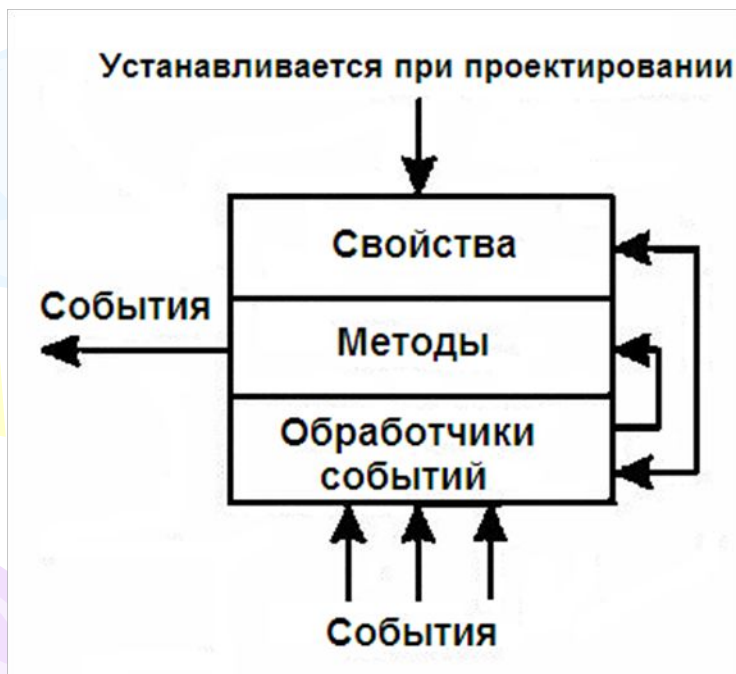 Устанавливается при проектировании
Свойства
События
Методы
Обработчики
событий
События